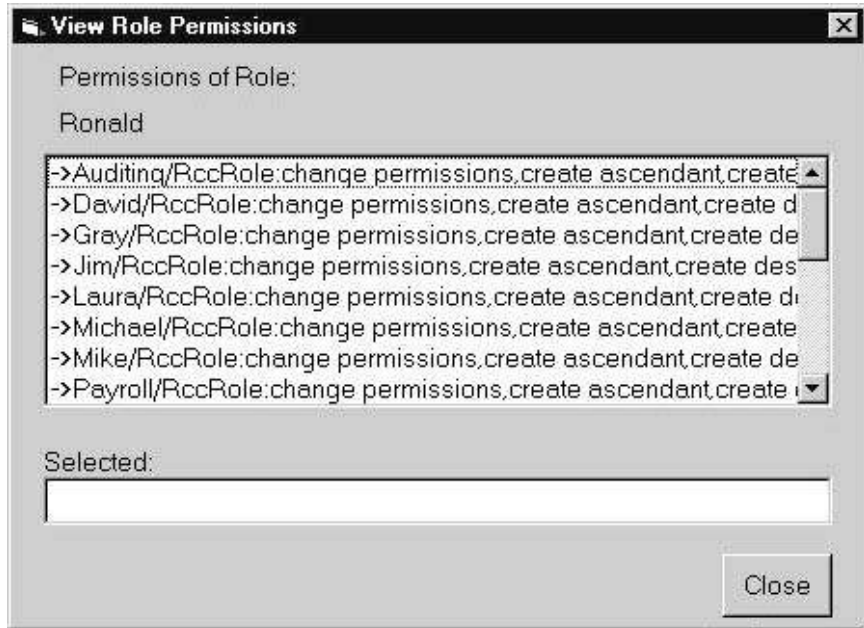 View Role Permissions
Permissions of Role:
Ronald
->Auditing/RccRole:change permissions,create ascendant,create
->David/RccRole:change permissions,create ascendant,create d
->Gray/RccRole:change permissions,create ascendant,create de
->Jim/RccRole:change permissions,create ascendant,create des
->Laura/RccRole:change permissions,create ascendant,create d
->Michael/RccRole:change permissions,create ascendant,create
->Mike/RccRole:change permissions,create ascendant,create de
->Payroll/RccRole:change permissions,create ascendant,create
Selected:
Close